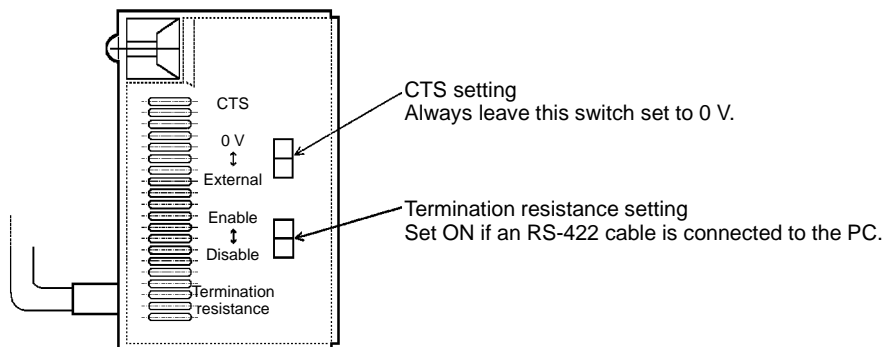 CTS
0 V
↕
External
Enable
↕
Disable
Termination
resistance
CTS setting
Always leave this switch set to 0 V.
Termination resistance setting
Set ON if an RS-422 cable is connected to the PC.